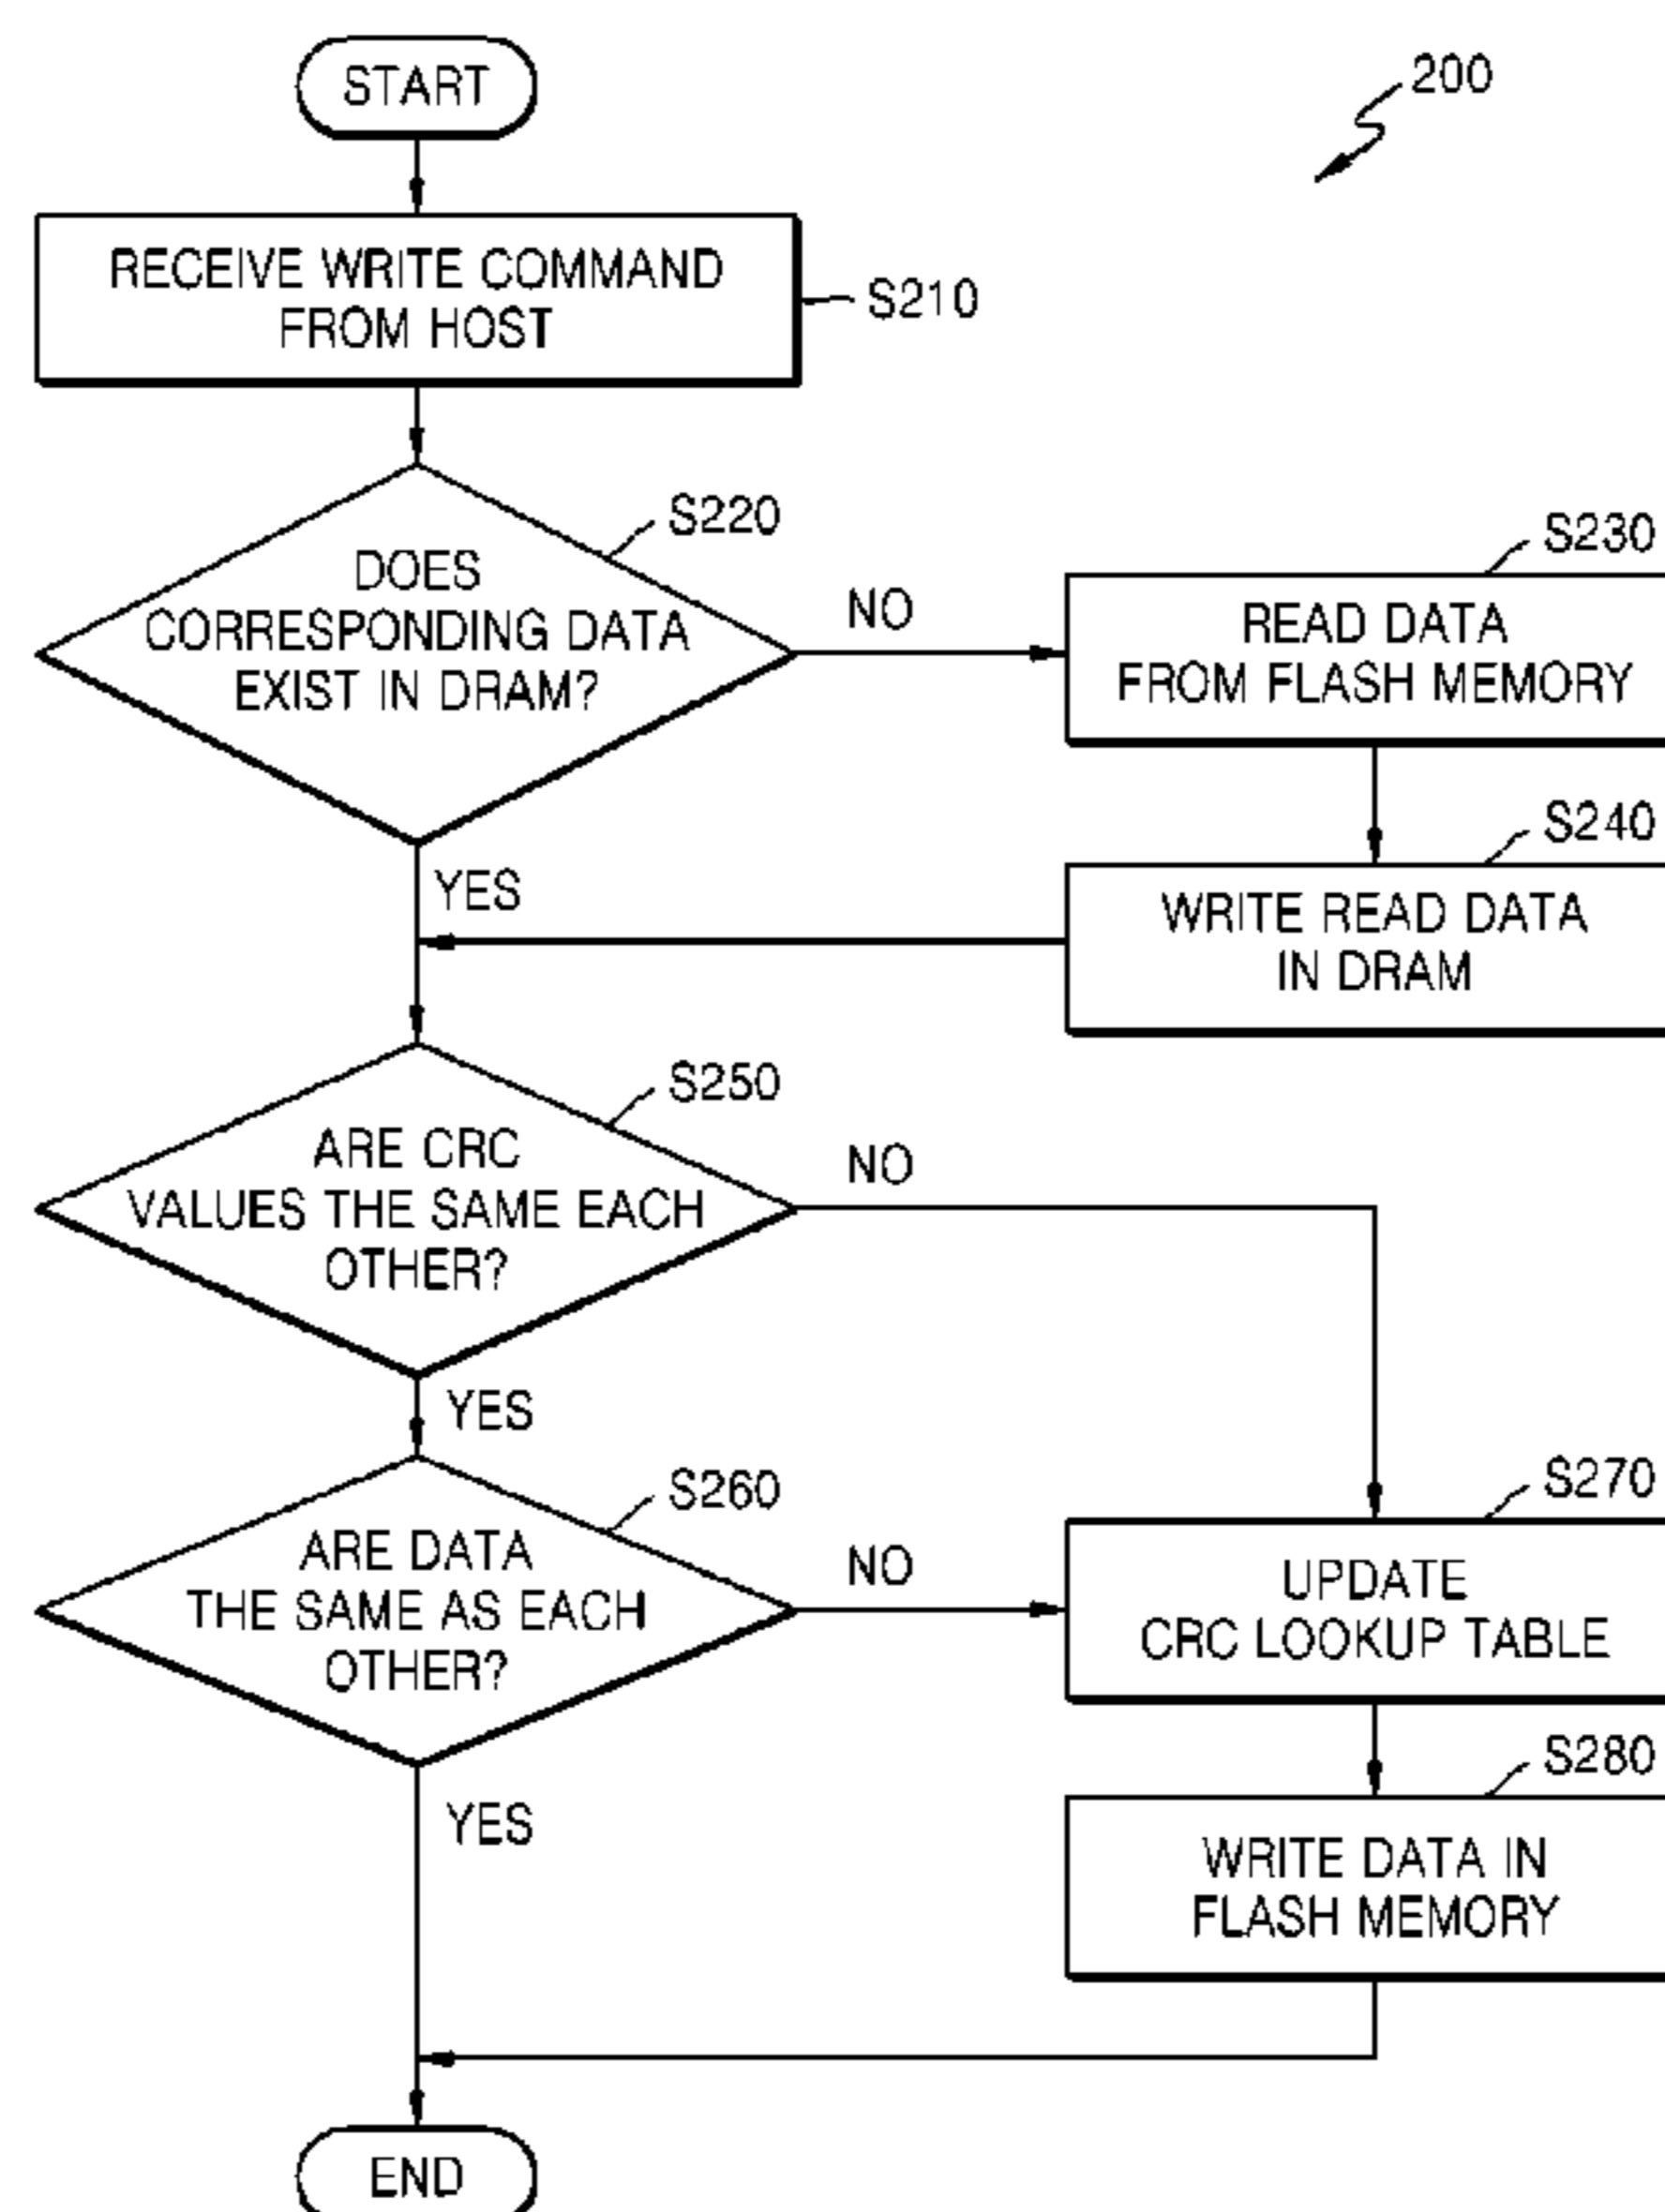 START
200
RECEIVE WRITE COMMAND
FROM HOST
S210
S220
DOES
CORRESPONDING DATA
EXIST IN DRAM?
NO
S230
READ DATA
FROM FLASH MEMORY
YES
S240
WRITE READ DATA
IN DRAM
S250
ARE CRC
VALUES THE SAME EACH
OTHER?
NO
YES
S260
ARE DATA
THE SAME AS EACH
OTHER?
NO
S270
UPDATE
CRC LOOKUP TABLE
YES
S280
WRITE DATA IN
FLASH MEMORY
END